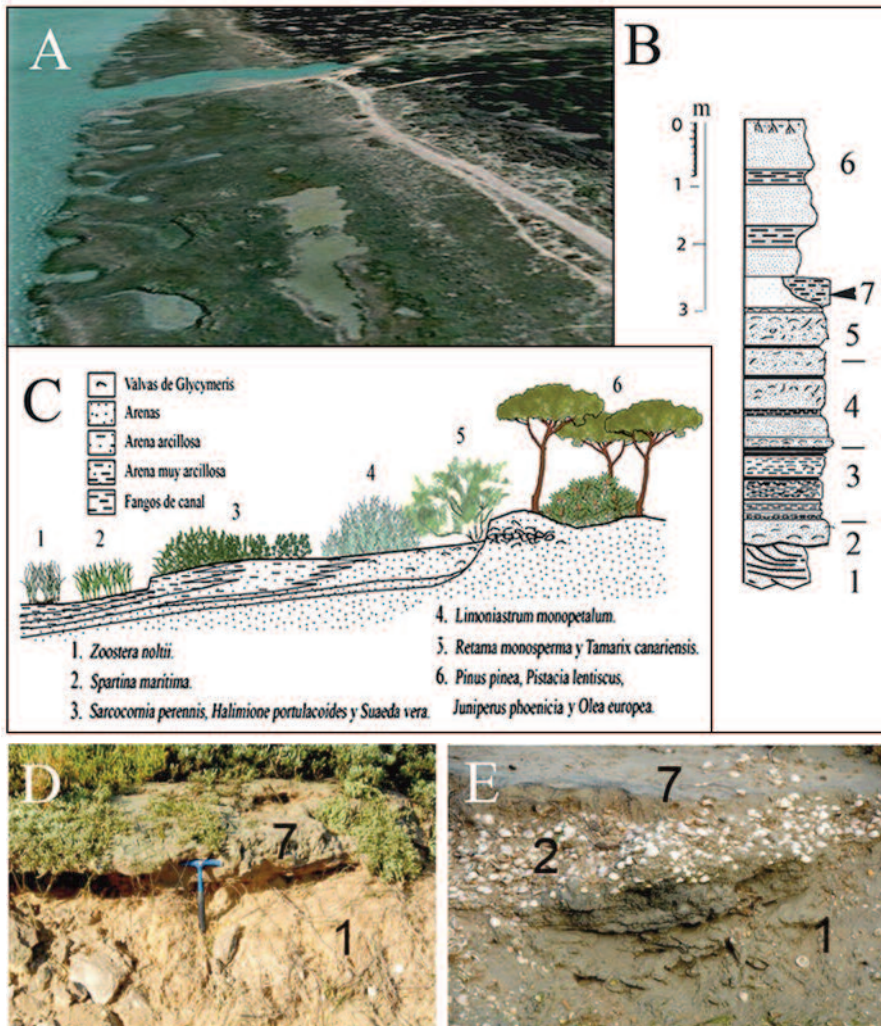 A
B
m
0
1
2
3
6
7
5
4
3
2
1
C
Valvas de Glycymeris
Arenas
Arena arcillosa
Arena muy arcillosa
Fangos de canal
1
2
3
4
5
6
1. Zoostera noltii.
2. Spartina marítima.
3. Sarcocornia perennis, Halimione portulacoides y Suaeda vera.
4. Limoniastrum monopetalum.
5. Retama monosperma y Tamarix canariensis.
6. Pinus pinea, Pistacia lentiscus,
Juniperus phoenicia y Olea europea.
D
7
1
E
7
2
1